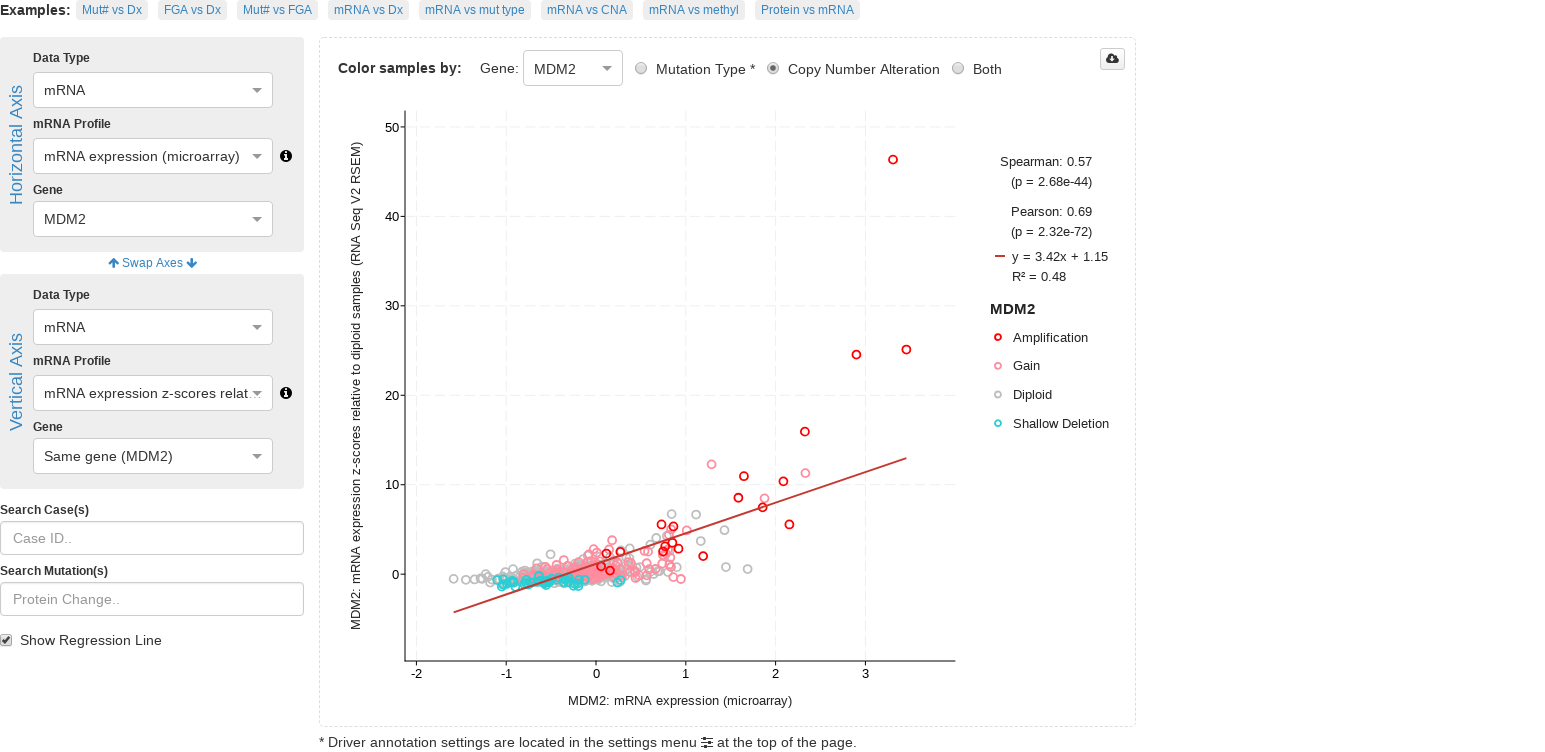 Examples: Mut# vs Dx FGA vs Dx Mut# vs FGA mRNA vs Dx mRNA vs mut type mRNA vs CNA mRNA vs methyl Protein vs mRNA
Horizontal Axis
Data Type
mRNA
mRNA Profile
mRNA expression (microarray)
Gene
MDM2
Swap Axes
Vertical Axis
Data Type
mRNA
mRNA Profile
mRNA expression z-scores relat...
Gene
Same gene (MDM2)
Search Case(s)
Case ID..
Search Mutation(s)
Protein Change..
Show Regression Line
Color samples by: Gene: MDM2 Mutation Type * Copy Number Alteration Both
MDM2: mRNA expression z-scores relative to diploid samples (RNA Seq V2 RSEM)
50
40
30
20
10
0
-2 -1 0 1 2 3
MDM2: mRNA expression (microarray)
Spearman: 0.57
(p = 2.68e-44)
Pearson: 0.69
(p = 2.32e-72)
y = 3.42x + 1.15
R² = 0.48
MDM2
Amplification
Gain
Diploid
Shallow Deletion
* Driver annotation settings are located in the settings menu at the top of the page.